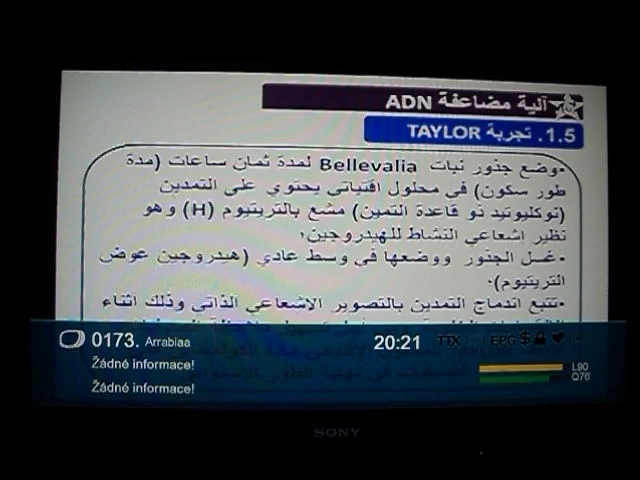 آلية مضاعفة ADN
1.5. تجربة TAYLOR
•وضع جذور نبات Bellevalia لمدة ثمان ساعات (مدة
طور سكون) في محلول اقتياتي يحتوي على التمدين
(نوكليوتيد ذو قاعدة التمين) مشع بالتريتيوم (H) وهو
نظير إشعاعي النشاط للهيدروجين؛
•غسل الجذور ووضعها في وسط عادي (هيدروجين عوض
التريتيوم)؛
•تتبع اندماج التمدين بالتصوير الإشعاعي الذاتي وذلك اثناء
0173. Arrabiaa
20:21
TTX EPG $
Žádné informace!
L90
Žádné informace!
Q76
SONY